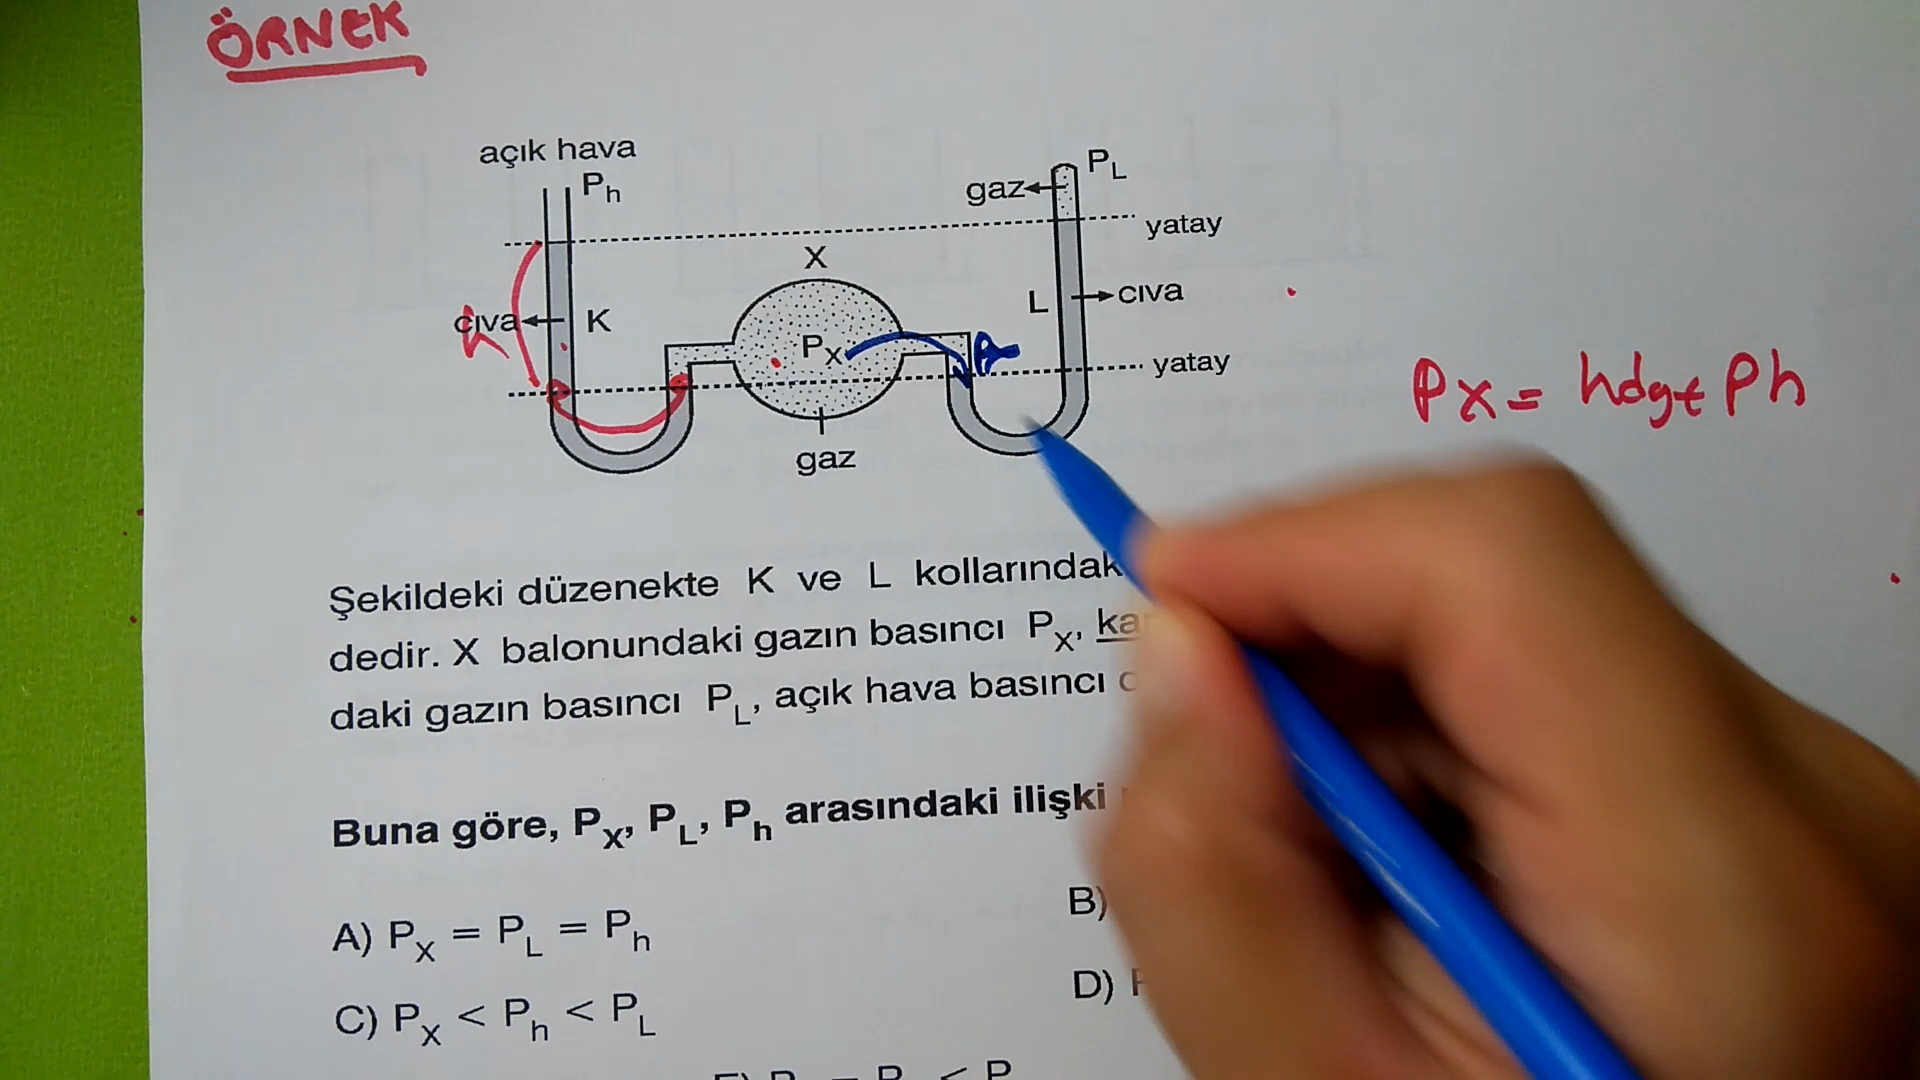 ÖRNEK
açık hava
Ph
PL
gaz
yatay
X
L
cıva
cıva
K
h
PX
Px
yatay
Px = hdg+Ph
gaz
Şekildeki düzenekte K ve L kollarındak
dedir. X balonundaki gazın basıncı PX,
daki gazın basıncı PL, açık hava basıncı
Buna göre, PX, PL, Ph arasındaki ilişki
A) PX = PL = Ph
B)
C) PX < Ph < PL
D)